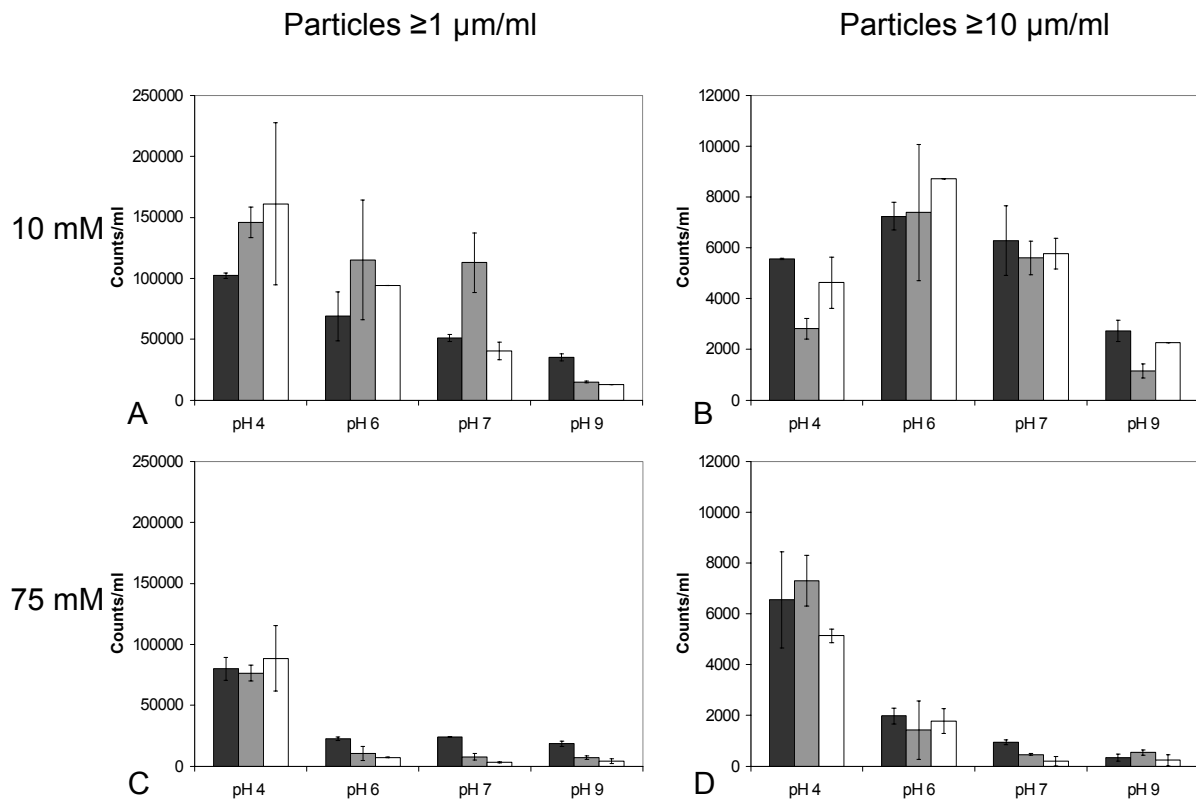 Particles ≥1 µm/ml
Particles ≥10 µm/ml
10 mM
Counts/ml
250000
200000
150000
100000
50000
0
A
pH 4
pH 6
pH 7
pH 9
Counts/ml
12000
10000
8000
6000
4000
2000
0
B
pH 4
pH 6
pH 7
pH 9
75 mM
Counts/ml
250000
200000
150000
100000
50000
0
C
pH 4
pH 6
pH 7
pH 9
Counts/ml
12000
10000
8000
6000
4000
2000
0
D
pH 4
pH 6
pH 7
pH 9